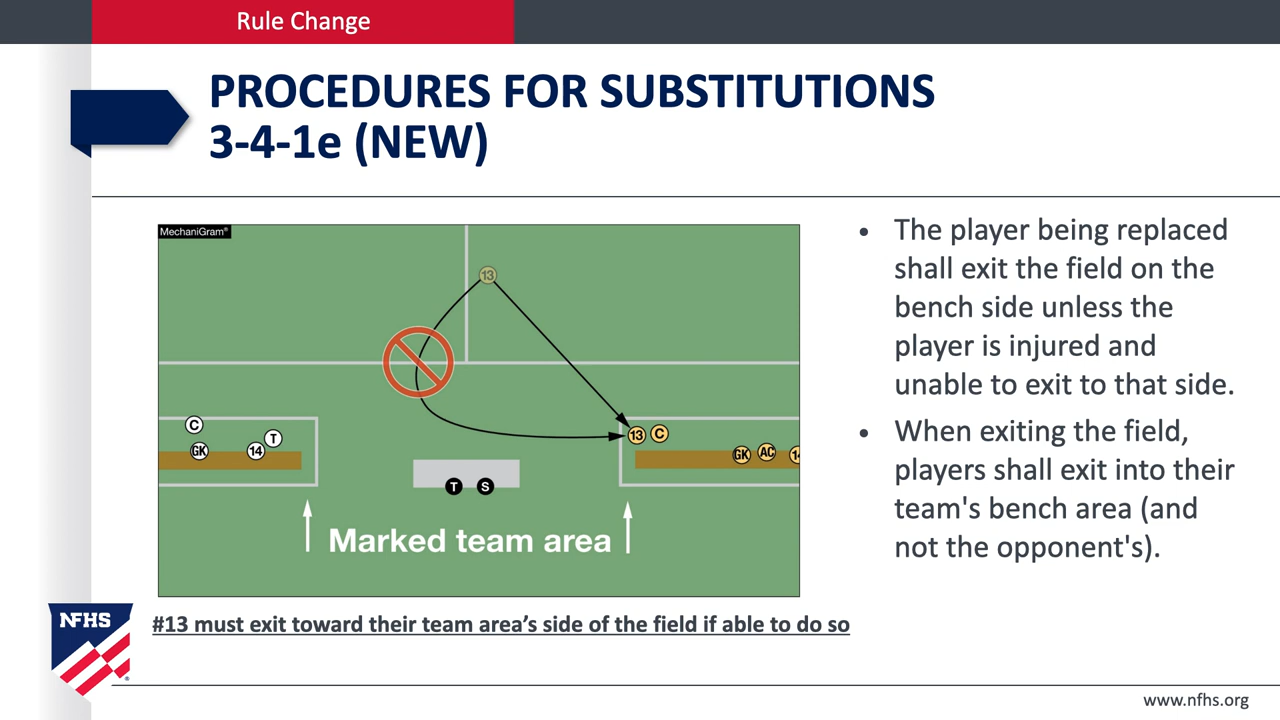 Rule Change
PROCEDURES FOR SUBSTITUTIONS
3-4-1e (NEW)
MechaniGram®
13
C
GK
14
T
13
C
GK
AC
14
T
S
Marked team area
#13 must exit toward their team area's side of the field if able to do so
• The player being replaced
shall exit the field on the
bench side unless the
player is injured and
unable to exit to that side.
• When exiting the field,
players shall exit into their
team's bench area (and
not the opponent's).
NFHS
www.nfhs.org